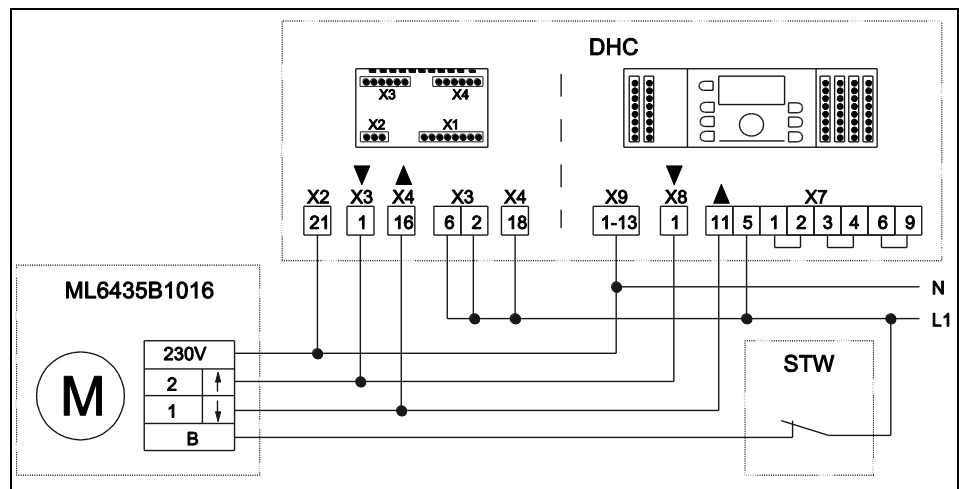 DHC
X3 X4
X2 X1
X2 X3 X4 X3 X4 X9 X8 X7
21 1 16 6 2 18 1-13 1 11 5 1 2 3 4 6 9
N
L1
ML6435B1016
230V
2
1
B
M
STW